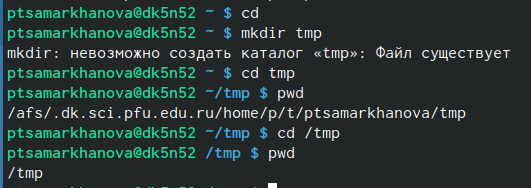 ptsamarkhanova@dk5n52 ~ $ cd
ptsamarkhanova@dk5n52 ~ $ mkdir tmp
mkdir: невозможно создать каталог «tmp»: Файл существует
ptsamarkhanova@dk5n52 ~ $ cd tmp
ptsamarkhanova@dk5n52 ~/tmp $ pwd
/afs/.dk.sci.pfu.edu.ru/home/p/t/ptsamarkhanova/tmp
ptsamarkhanova@dk5n52 ~/tmp $ cd /tmp
ptsamarkhanova@dk5n52 /tmp $ pwd
/tmp